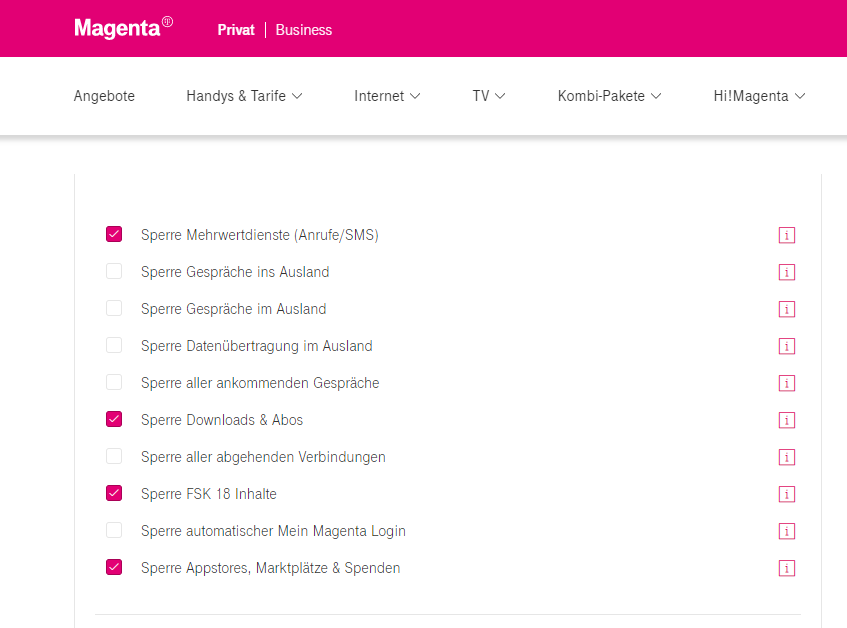 Magenta®
Privat | Business
Angebote Handys & Tarife Internet TV Kombi-Pakete Hi!Magenta
Sperre Mehrwertdienste (Anrufe/SMS) i
Sperre Gespräche ins Ausland i
Sperre Gespräche im Ausland i
Sperre Datenübertragung im Ausland i
Sperre aller ankommenden Gespräche i
Sperre Downloads & Abos i
Sperre aller abgehenden Verbindungen i
Sperre FSK 18 Inhalte i
Sperre automatischer Mein Magenta Login i
Sperre Appstores, Marktplätze & Spenden i